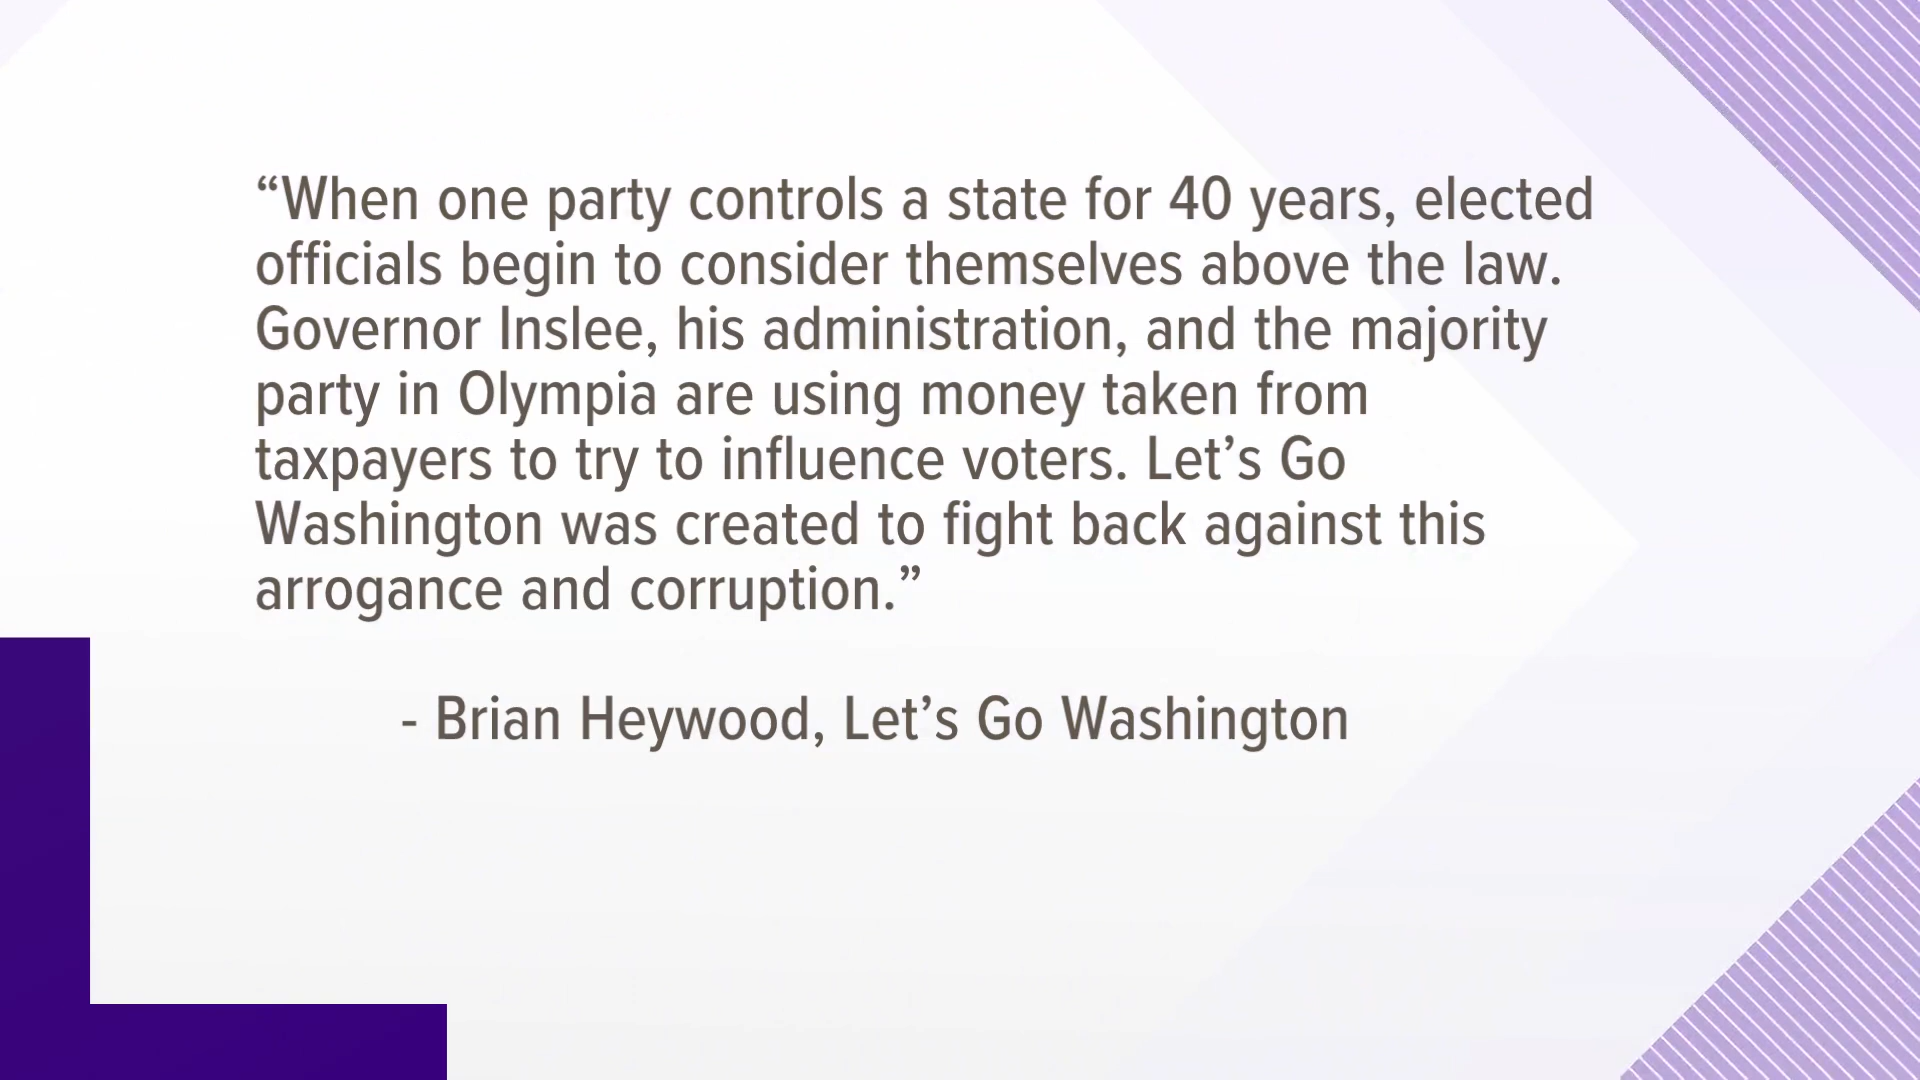 “When one party controls a state for 40 years, elected
officials begin to consider themselves above the law.
Governor Inslee, his administration, and the majority
party in Olympia are using money taken from
taxpayers to try to influence voters. Let’s Go
Washington was created to fight back against this
arrogance and corruption.”
- Brian Heywood, Let’s Go Washington